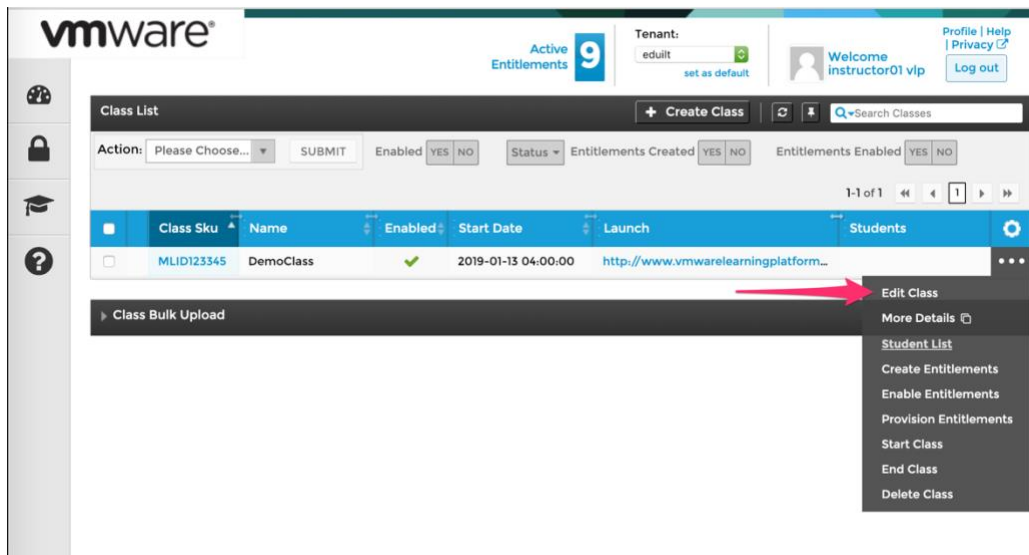 vmware®
Active Entitlements 9
Tenant:
eduilt
set as default
Welcome
instructor01 vlp
Profile | Help
| Privacy
Log out
Class List
+ Create Class
Search Classes
Action: Please Choose... SUBMIT Enabled YES NO Status Entitlements Created YES NO Entitlements Enabled YES NO
1-1 of 1 1
Class Sku Name Enabled Start Date Launch Students
MLID123345 DemoClass 2019-01-13 04:00:00 http://www.vmwarelearningplatform...
Edit Class
Class Bulk Upload
More Details
Student List
Create Entitlements
Enable Entitlements
Provision Entitlements
Start Class
End Class
Delete Class